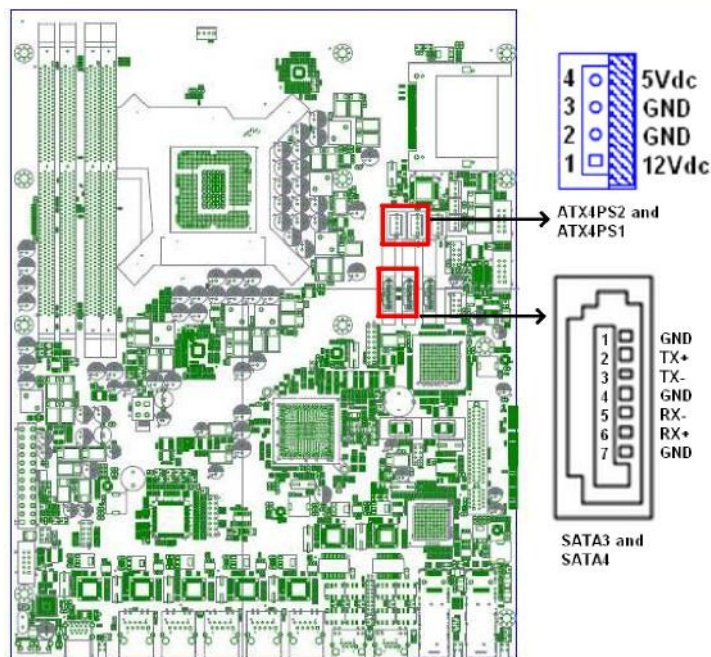 4 5Vdc
3 GND
2 GND
1 12Vdc
ATX4PS2 and
ATX4PS1
1 GND
2 TX+
3 TX-
4 GND
5 RX-
6 RX+
7 GND
SATA3 and
SATA4